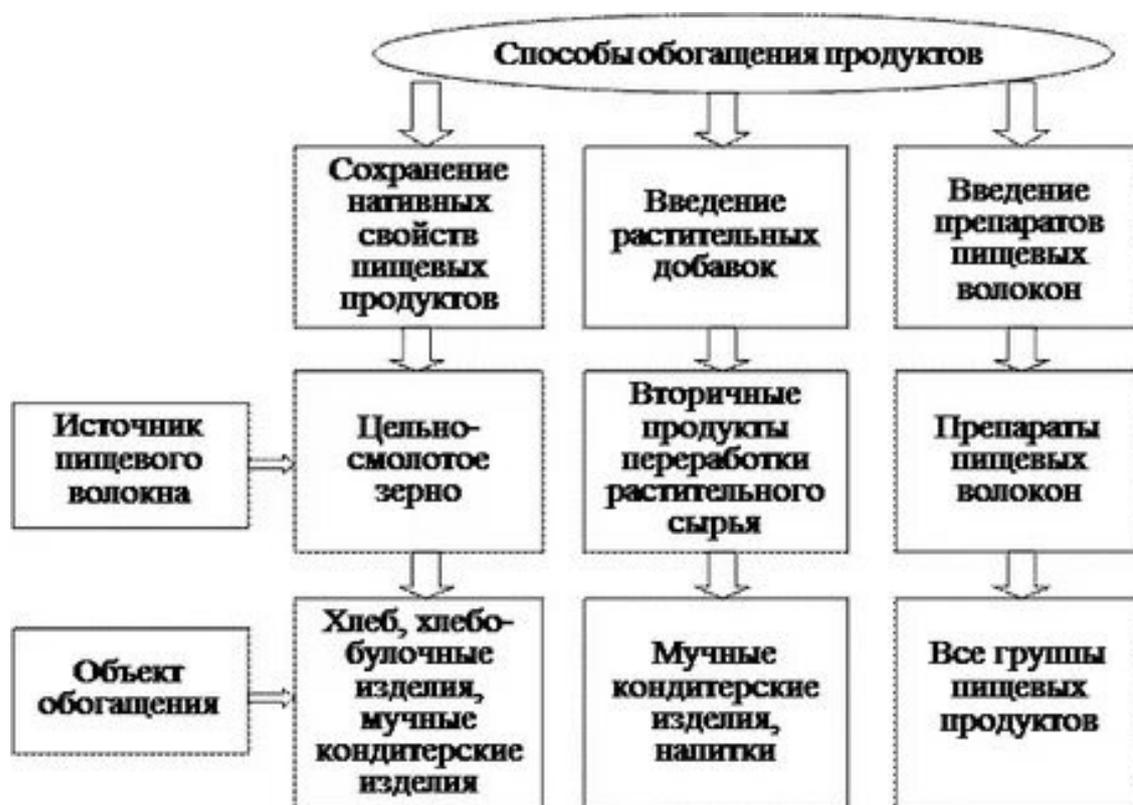 Способы обогащения продуктов
Сохранение
нативных
свойств
пищевых
продуктов
Введение
растительных
добавок
Введение
препаратов
пищевых
волокон
Источник
пищевого
волокна
Цельно-
смолотое
зерно
Вторичные
продукты
переработки
растительного
сырья
Препараты
пищевых
волокон
Объект
обогащения
Хлеб, хлебо-
булочные
изделия,
мучные
кондитерские
изделия
Мучные
кондитерские
изделия,
напитки
Все группы
пищевых
продуктов